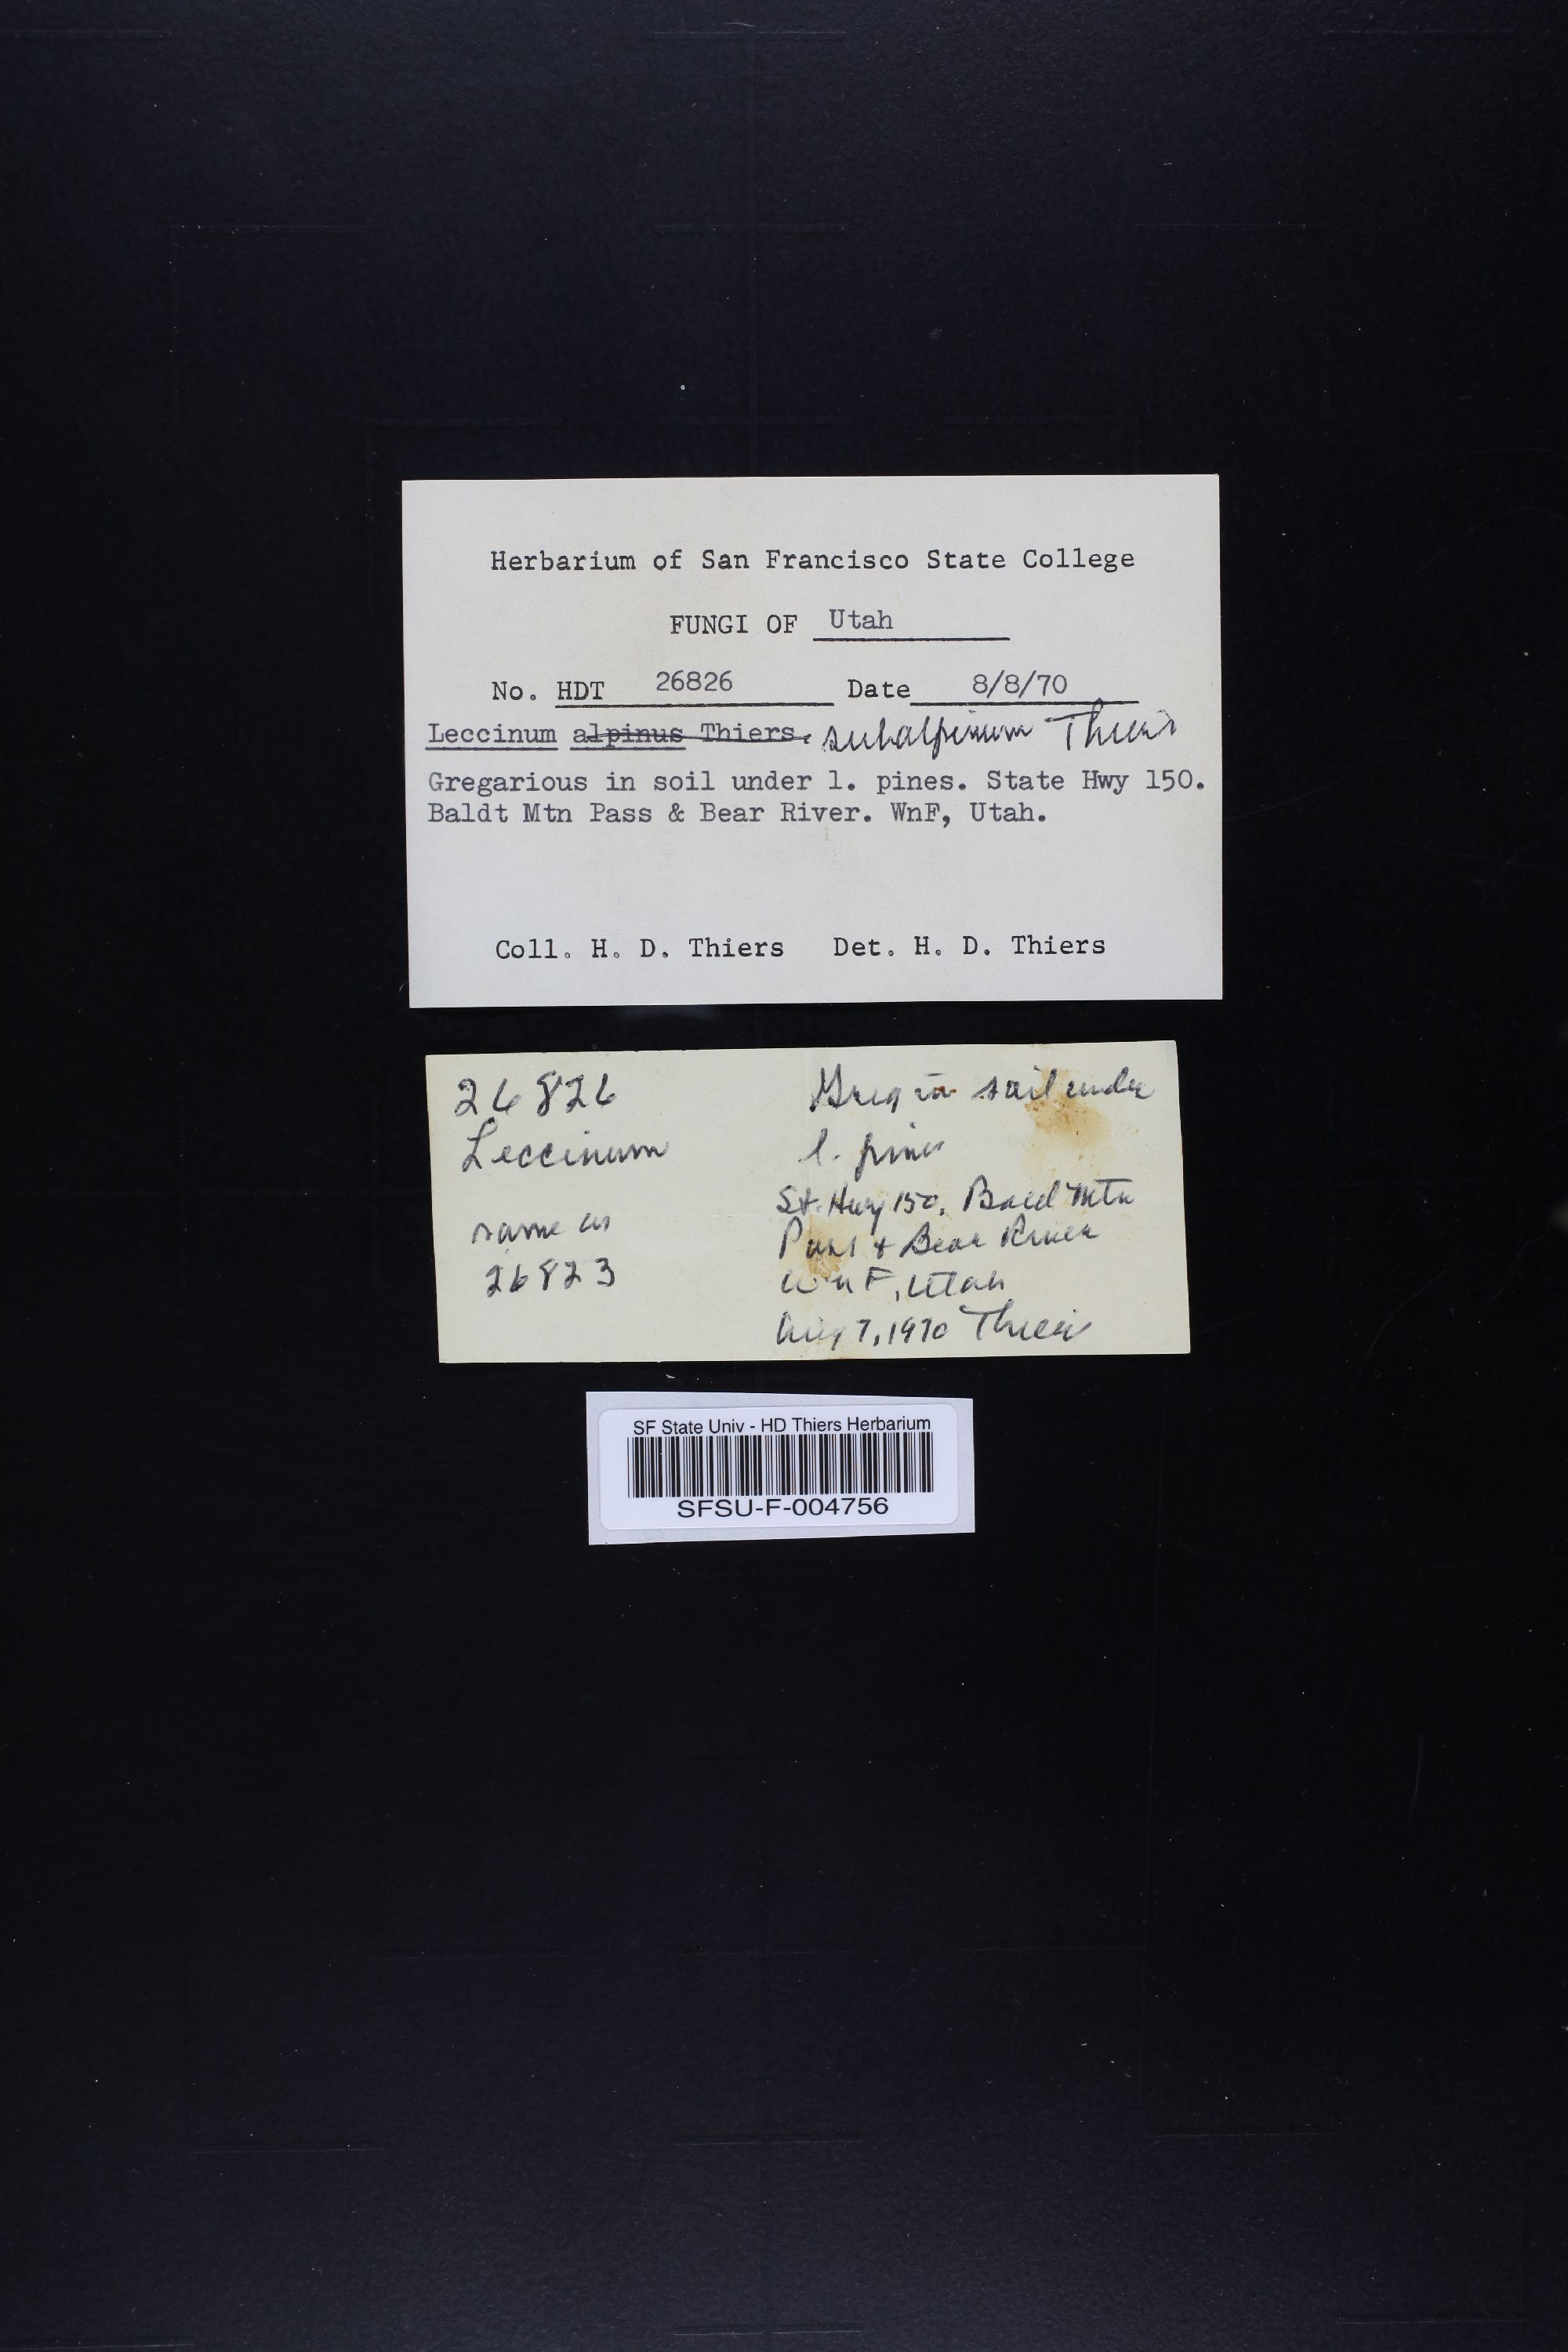 Herbarium of San Francisco State College
FUNGI OF Utah
No. HDT 26826 Date 8/8/70
Leccinum alpinus Thiers. subalpinum Thiers
Gregarious in soil under l. pines. State Hwy 150.
Baldt Mtn Pass & Bear River. WnF, Utah.
Coll. H. D. Thiers Det. H. D. Thiers
26826
Leccinum
same as
26823
Greg in soil under
l. pines
St. Hwy 150, Bald Mtn
Pass & Bear River
WnF, Utah
Aug 7, 1970 Thiers
SF State Univ - HD Thiers Herbarium
SFSU-F-004756